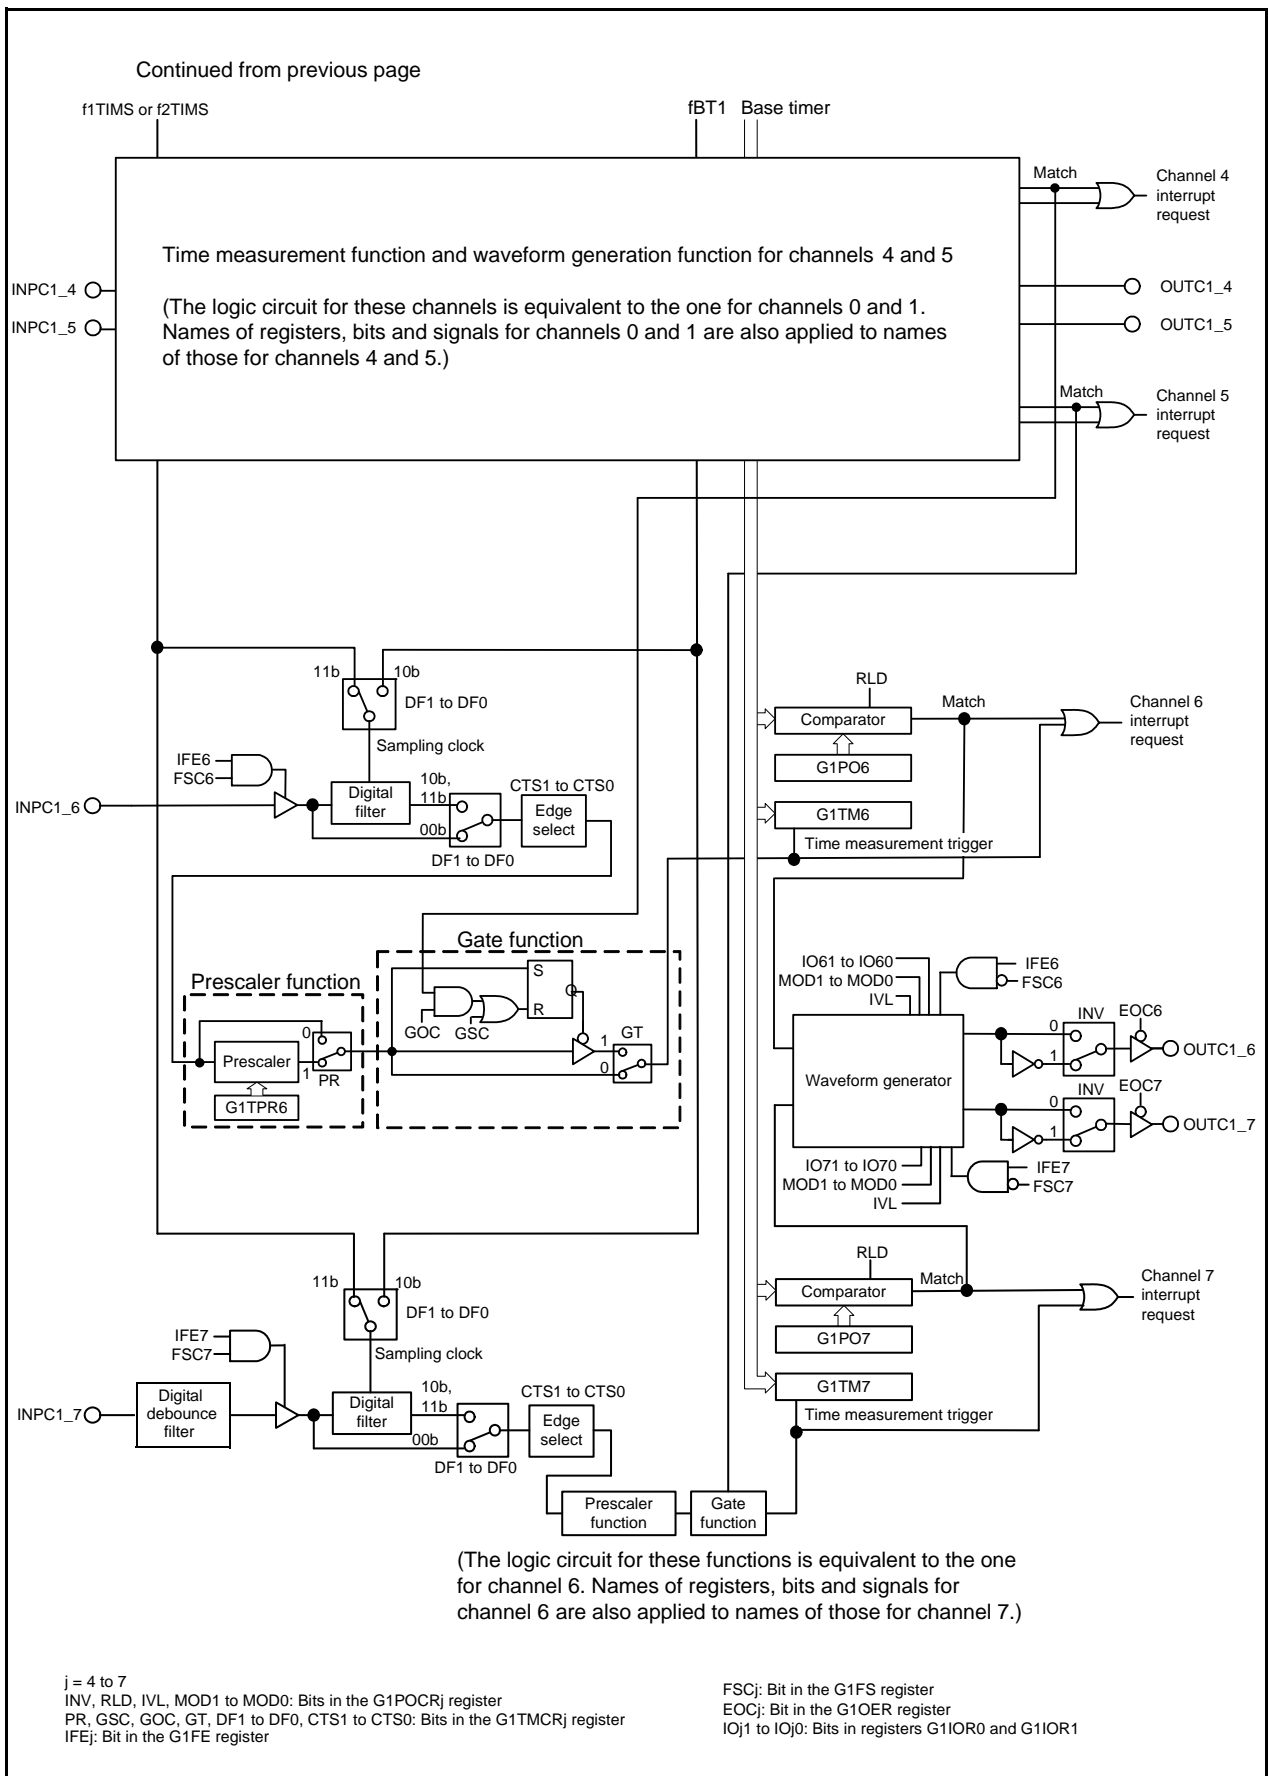 Continued from previous page
f1TIMS or f2TIMS
fBT1
Base timer
Match
Channel 4
interrupt
request
Time measurement function and waveform generation function for channels 4 and 5
INPC1_4
OUTC1_4
INPC1_5
OUTC1_5
(The logic circuit for these channels is equivalent to the one for channels 0 and 1.
Names of registers, bits and signals for channels 0 and 1 are also applied to names
of those for channels 4 and 5.)
Match
Channel 5
interrupt
request
11b
10b
DF1 to DF0
Sampling clock
IFE6
FSC6
INPC1_6
Digital
filter
10b,
11b
00b
DF1 to DF0
CTS1 to CTS0
Edge
select
RLD
Comparator
Match
Channel 6
interrupt
request
G1PO6
G1TM6
Time measurement trigger
Prescaler function
0
Prescaler
1
PR
G1TPR6
Gate function
S
Q
R
GOC
GSC
GT
1
0
IO61 to IO60
MOD1 to MOD0
IVL
IFE6
FSC6
Waveform generator
INV
0
1
EOC6
OUTC1_6
INV
0
1
EOC7
OUTC1_7
IO71 to IO70
MOD1 to MOD0
IVL
IFE7
FSC7
11b
10b
DF1 to DF0
Sampling clock
IFE7
FSC7
INPC1_7
Digital
debounce
filter
Digital
filter
10b,
11b
00b
DF1 to DF0
CTS1 to CTS0
Edge
select
RLD
Comparator
Match
Channel 7
interrupt
request
G1PO7
G1TM7
Time measurement trigger
Prescaler
function
Gate
function
(The logic circuit for these functions is equivalent to the one
for channel 6. Names of registers, bits and signals for
channel 6 are also applied to names of those for channel 7.)
j = 4 to 7
INV, RLD, IVL, MOD1 to MOD0: Bits in the G1POCRj register
PR, GSC, GOC, GT, DF1 to DF0, CTS1 to CTS0: Bits in the G1TMCRj register
IFEj: Bit in the G1FE register
FSCj: Bit in the G1FS register
EOCj: Bit in the G1OER register
IOj1 to IOj0: Bits in registers G1IOR0 and G1IOR1